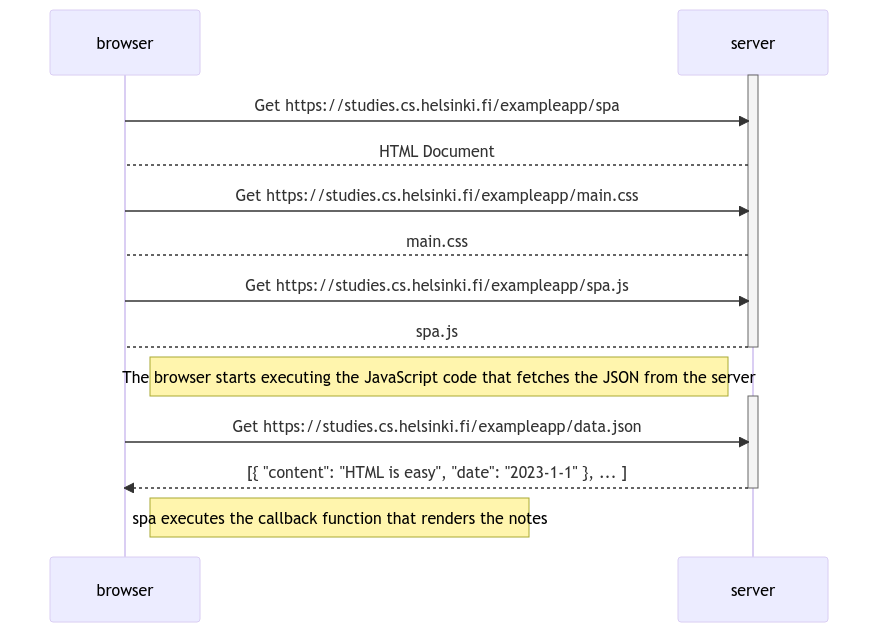 browser
server
Get https://studies.cs.helsinki.fi/exampleapp/spa
HTML Document
Get https://studies.cs.helsinki.fi/exampleapp/main.css
main.css
Get https://studies.cs.helsinki.fi/exampleapp/spa.js
spa.js
The browser starts executing the JavaScript code that fetches the JSON from the server
Get https://studies.cs.helsinki.fi/exampleapp/data.json
[{ "content": "HTML is easy", "date": "2023-1-1" }, ... ]
spa executes the callback function that renders the notes
browser
server